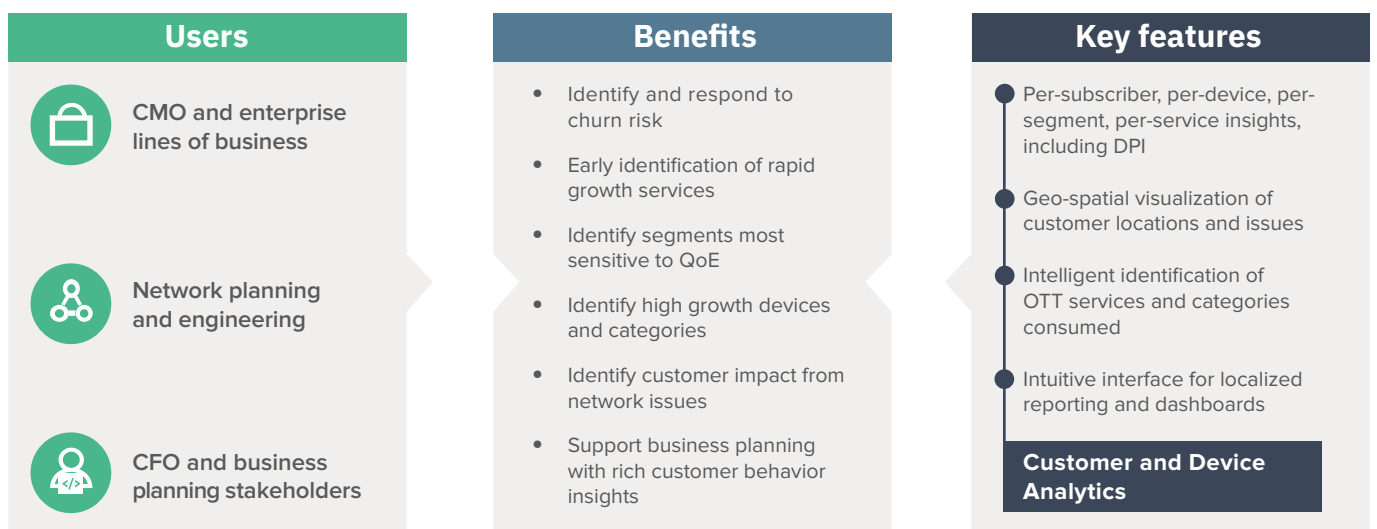 Users
CMO and enterprise
lines of business
Network planning
and engineering
</>
CFO and business
planning stakeholders
Benefits
• Identify and respond to
churn risk
• Early identification of rapid
growth services
• Identify segments most
sensitive to QoE
• Identify high growth devices
and categories
• Identify customer impact from
network issues
• Support business planning
with rich customer behavior
insights
Key features
Per-subscriber, per-device, per-
segment, per-service insights,
including DPI
Geo-spatial visualization of
customer locations and issues
Intelligent identification of
OTT services and categories
consumed
Intuitive interface for localized
reporting and dashboards
Customer and Device
Analytics